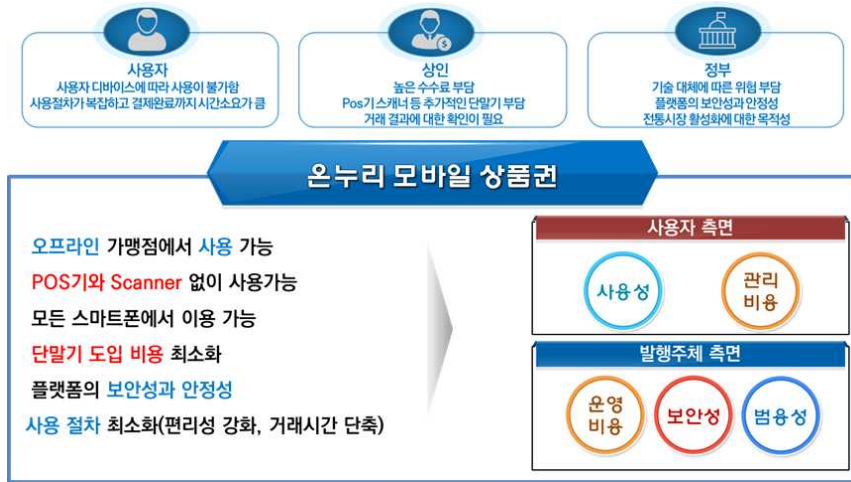 사용자
사용자 디바이스에 따라 사용이 불가함
사용절차가 복잡하고 결제완료까지 시간소요가 큼
상인
높은 수수료 부담
Pos기 스캐너 등 추가적인 단말기 부담
거래 결과에 대한 확인이 필요
정부
기술 대체에 따른 위험 부담
플랫폼의 보안성과 안정성
전통시장 활성화에 대한 목적성
온누리 모바일 상품권
오프라인 가맹점에서 사용 가능
POS기와 Scanner 없이 사용가능
모든 스마트폰에서 이용 가능
단말기 도입 비용 최소화
플랫폼의 보안성과 안정성
사용 절차 최소화(편리성 강화, 거래시간 단축)
사용자 측면
사용성
관리
비용
발행주체 측면
운영
비용
보안성
범용성